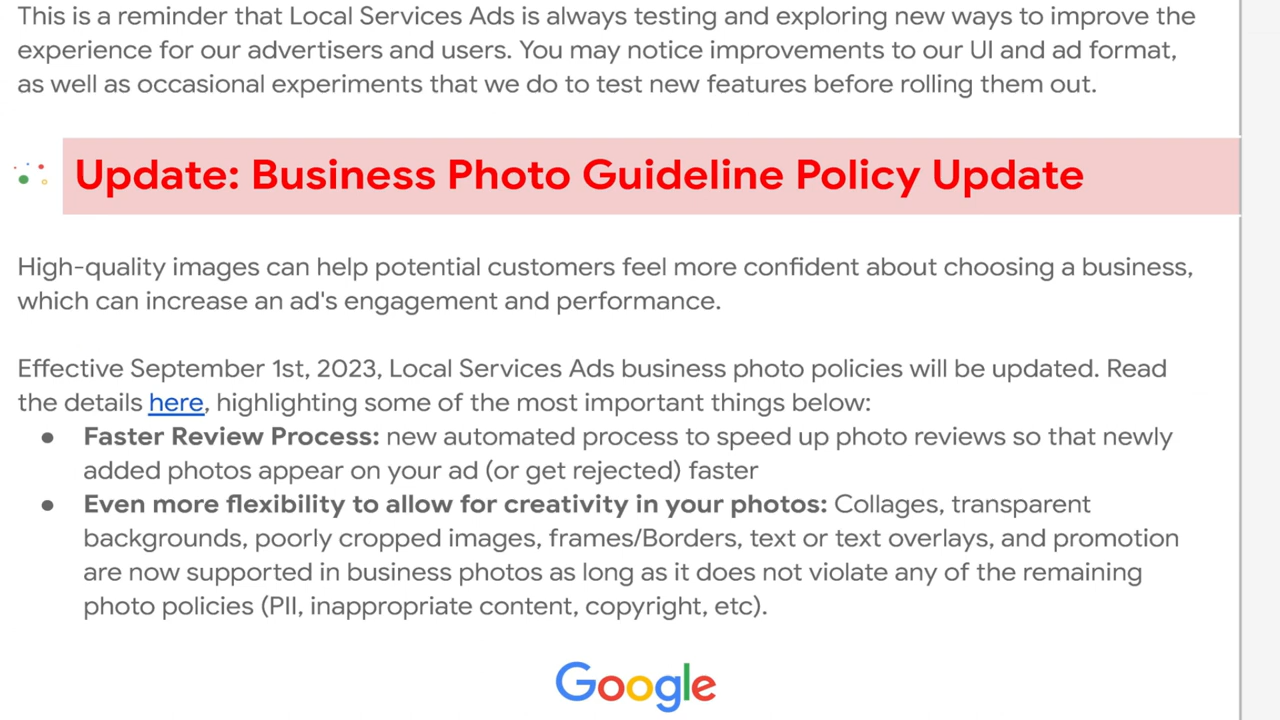 This is a reminder that Local Services Ads is always testing and exploring new ways to improve the
experience for our advertisers and users. You may notice improvements to our UI and ad format,
as well as occasional experiments that we do to test new features before rolling them out.
Update: Business Photo Guideline Policy Update
High-quality images can help potential customers feel more confident about choosing a business,
which can increase an ad's engagement and performance.
Effective September 1st, 2023, Local Services Ads business photo policies will be updated. Read
the details here, highlighting some of the most important things below:
● Faster Review Process: new automated process to speed up photo reviews so that newly
added photos appear on your ad (or get rejected) faster
● Even more flexibility to allow for creativity in your photos: Collages, transparent
backgrounds, poorly cropped images, frames/Borders, text or text overlays, and promotion
are now supported in business photos as long as it does not violate any of the remaining
photo policies (PII, inappropriate content, copyright, etc).
Google